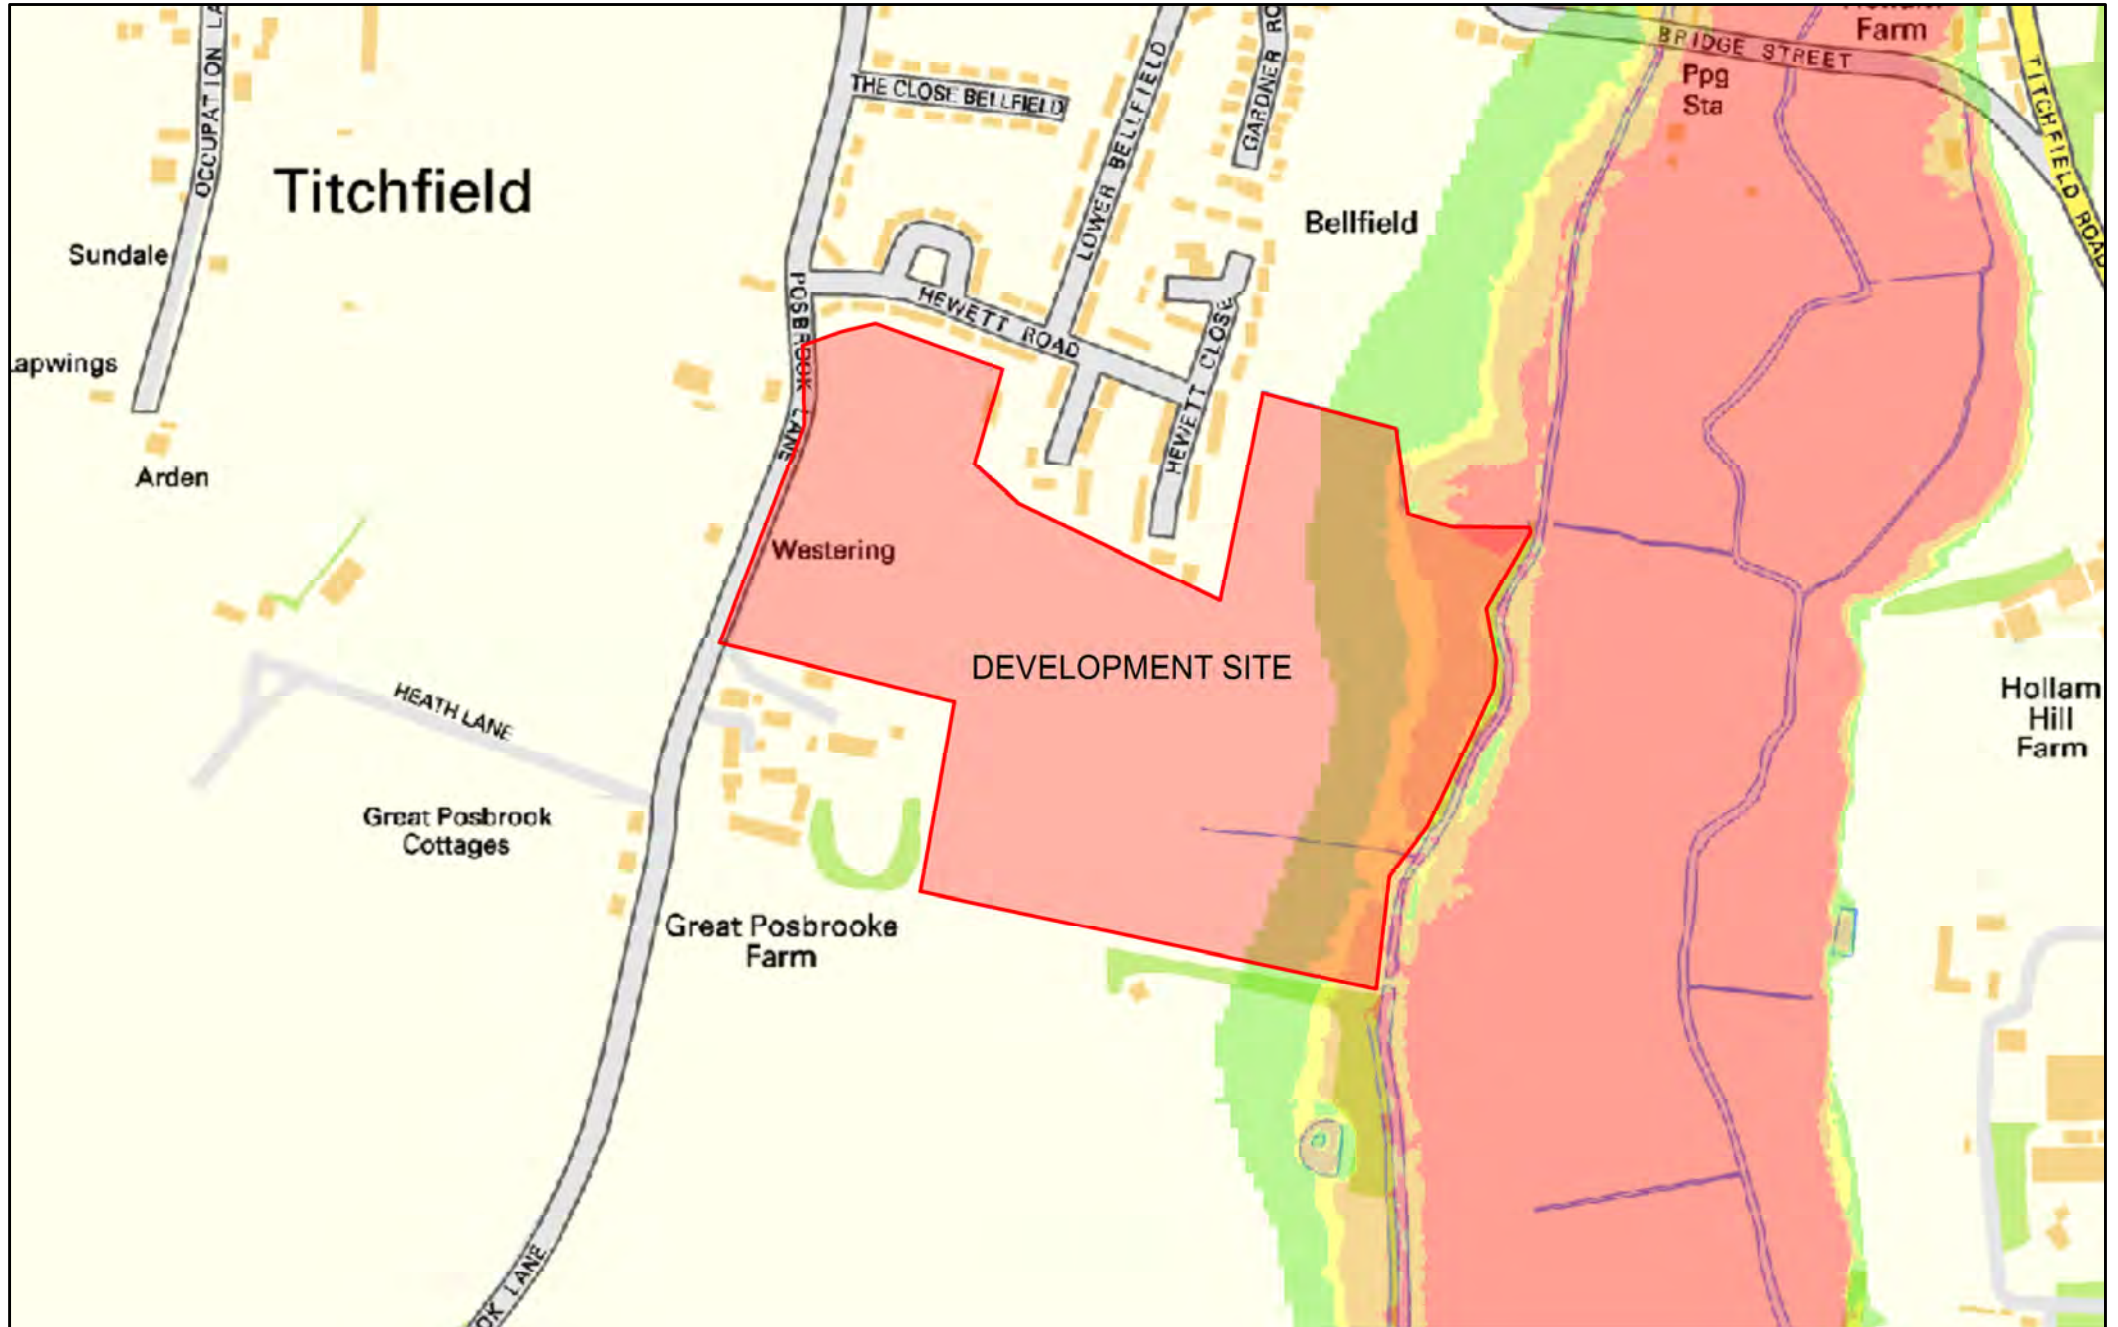 OCCUPATION LA
THE CLOSE BELLFIELD
LOWER BELLFIELD
GARDNER RO
BRIDGE STREET
Farm
Ppg
Sta
TITCHFIELD ROAD
Titchfield
Bellfield
Sundale
POSBROOK LANE
HEWETT ROAD
HEWETT CLOSE
apwings
Arden
Westering
DEVELOPMENT SITE
HEATH LANE
Hollam
Hill
Farm
Great Posbrook
Cottages
Great Posbrooke
Farm
OK LANE